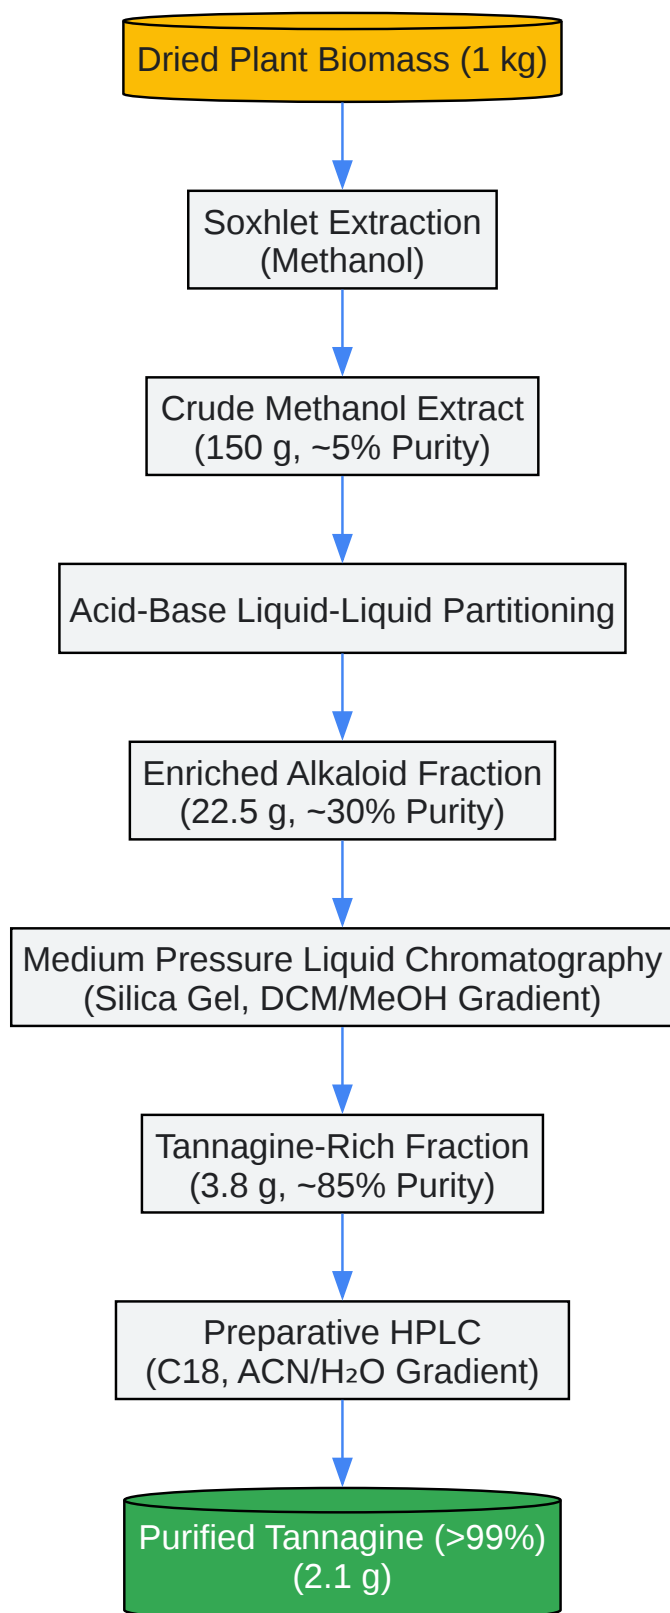 Dried Plant Biomass (1 kg)
Soxhlet Extraction
(Methanol)
Crude Methanol Extract
(150 g, ~5% Purity)
Acid-Base Liquid-Liquid Partitioning
Enriched Alkaloid Fraction
(22.5 g, ~30% Purity)
Medium Pressure Liquid Chromatography
(Silica Gel, DCM/MeOH Gradient)
Tannagine-Rich Fraction
(3.8 g, ~85% Purity)
Preparative HPLC
(C18, ACN/H₂O Gradient)
Purified Tannagine (>99%)
(2.1 g)